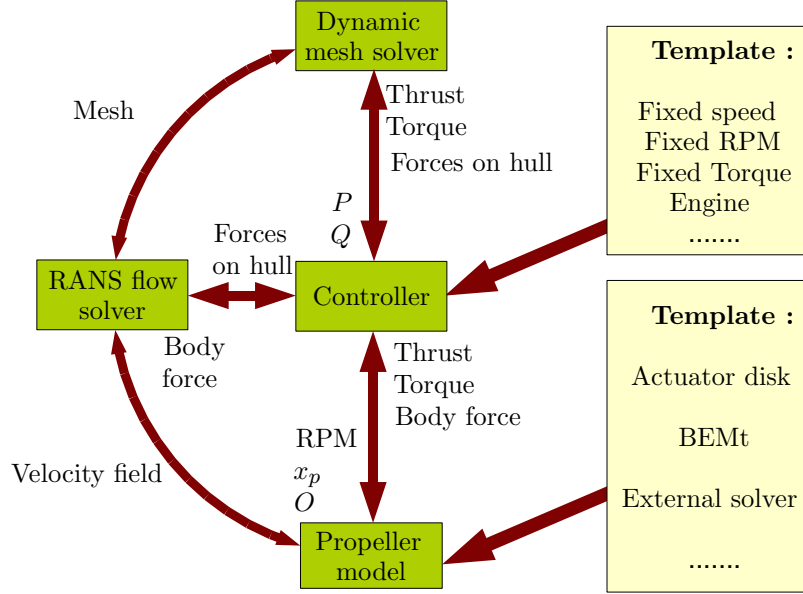 Dynamic
mesh solver
Template :
Mesh
Thrust
Torque
Forces on hull
Fixed speed
Fixed RPM
Fixed Torque
Engine
.......
P
Q
Forces
on hull
RANS flow
solver
Controller
Body
force
Thrust
Torque
Body force
Template :
Actuator disk
BEMt
External solver
.......
RPM
x_p
O
Velocity field
Propeller
model